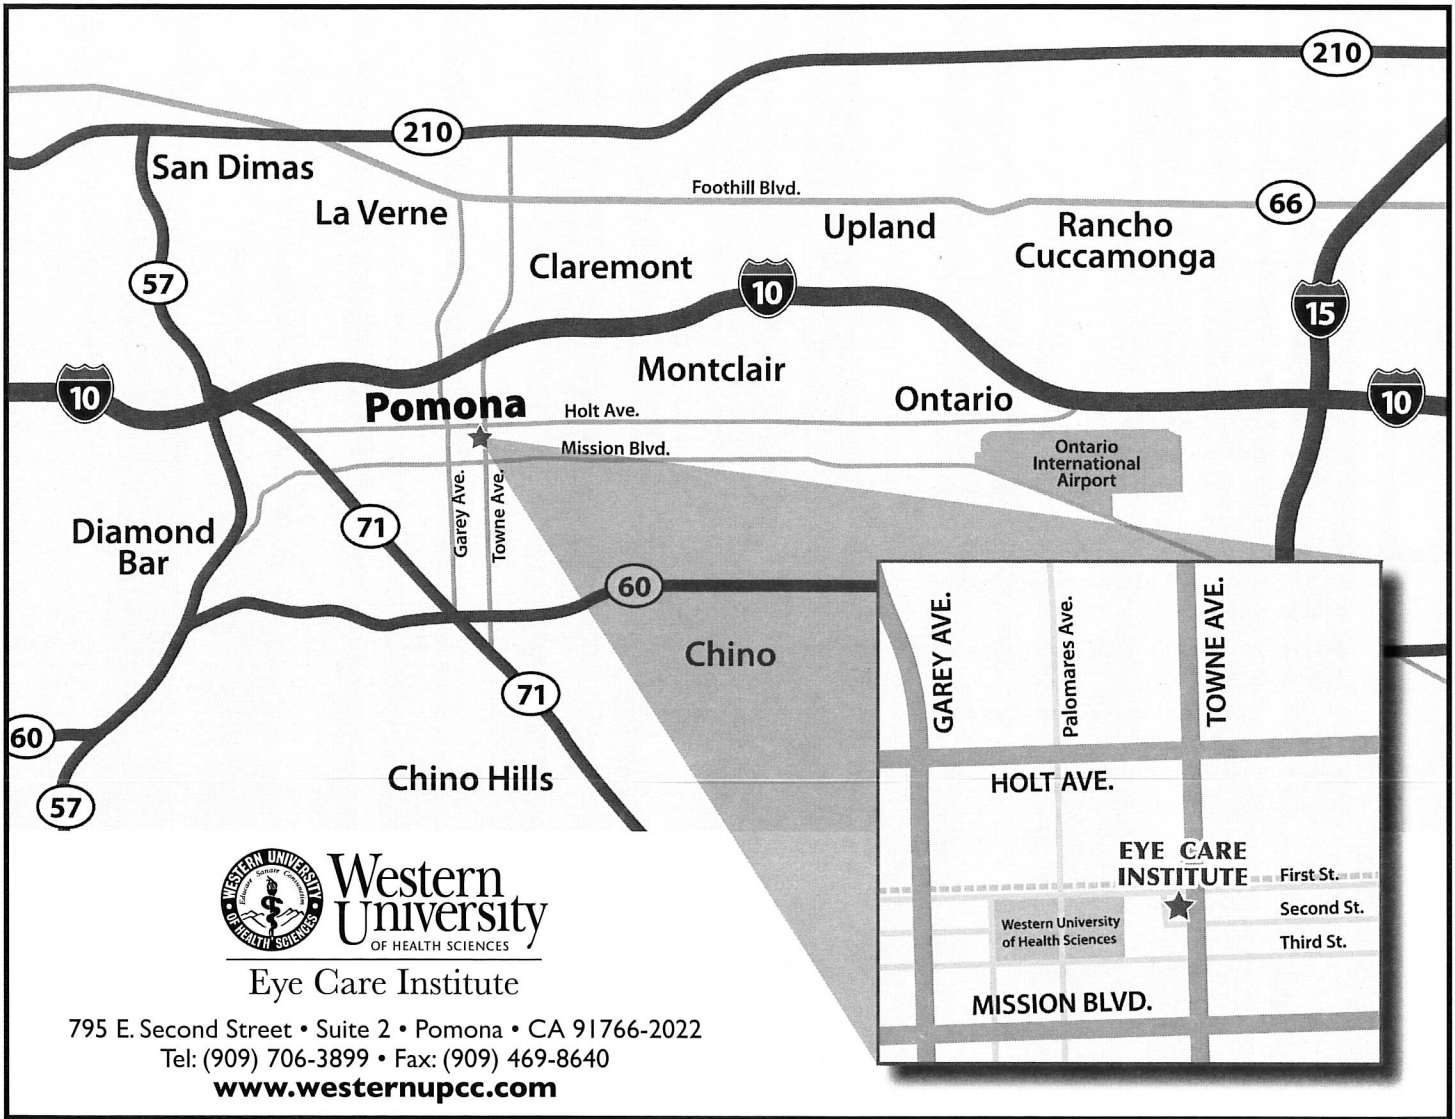 210
210
San Dimas
Foothill Blvd.
66
La Verne
Upland
Rancho
Cuccamonga
57
Claremont
10
15
Montclair
10
Pomona
Holt Ave.
Ontario
10
Mission Blvd.
Ontario
International
Airport
Garey Ave.
Towne Ave.
Diamond
Bar
71
60
Chino
71
60
Chino Hills
57
GAREY AVE.
Palomares Ave.
TOWNE AVE.
HOLT AVE.
EYE CARE
INSTITUTE
First St.
Second St.
Third St.
Western University
of Health Sciences
MISSION BLVD.
WESTERN UNIVERSITY
OF HEALTH SCIENCES
Educare Sanare Coniunctim
Western
University
OF HEALTH SCIENCES
Eye Care Institute
795 E. Second Street • Suite 2 • Pomona • CA 91766-2022
Tel: (909) 706-3899 • Fax: (909) 469-8640
www.westernupcc.com